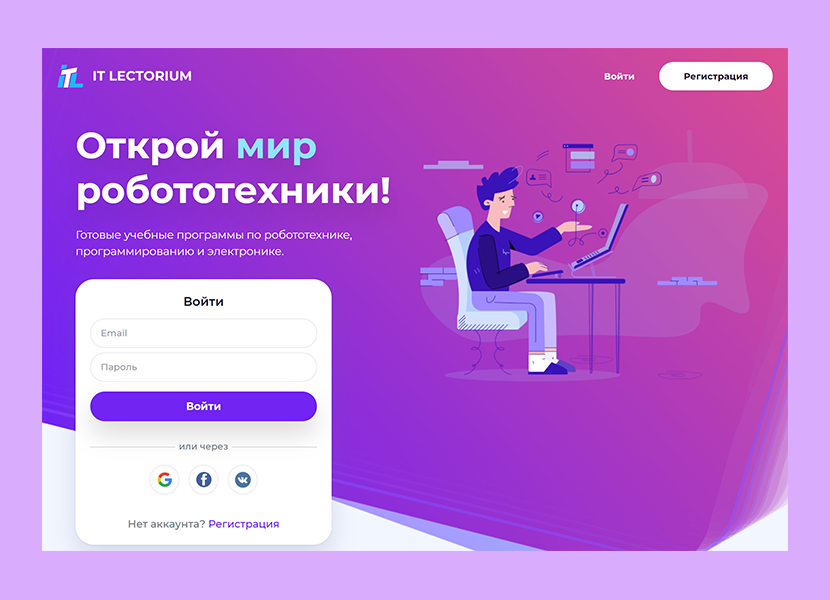 ITL IT LECTORIUM
Войти
Регистрация
Открой мир
робототехники!
Готовые учебные программы по робототехнике,
программированию и электронике.
Войти
Email
Пароль
Войти
или через
Нет аккаунта? Регистрация